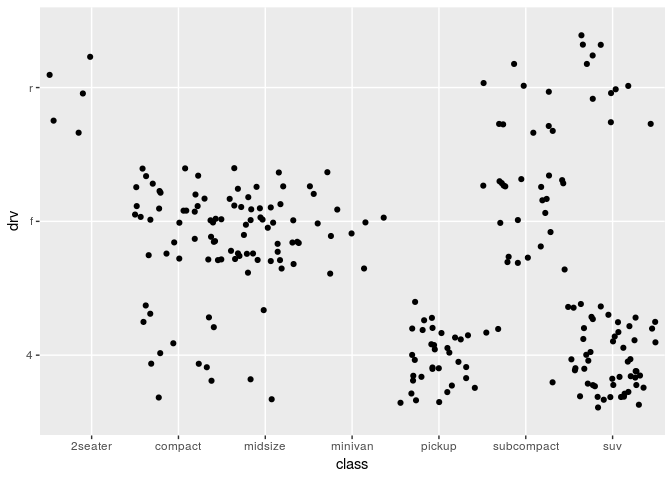 drv
r
f
4
2seater compact midsize minivan pickup subcompact suv
class